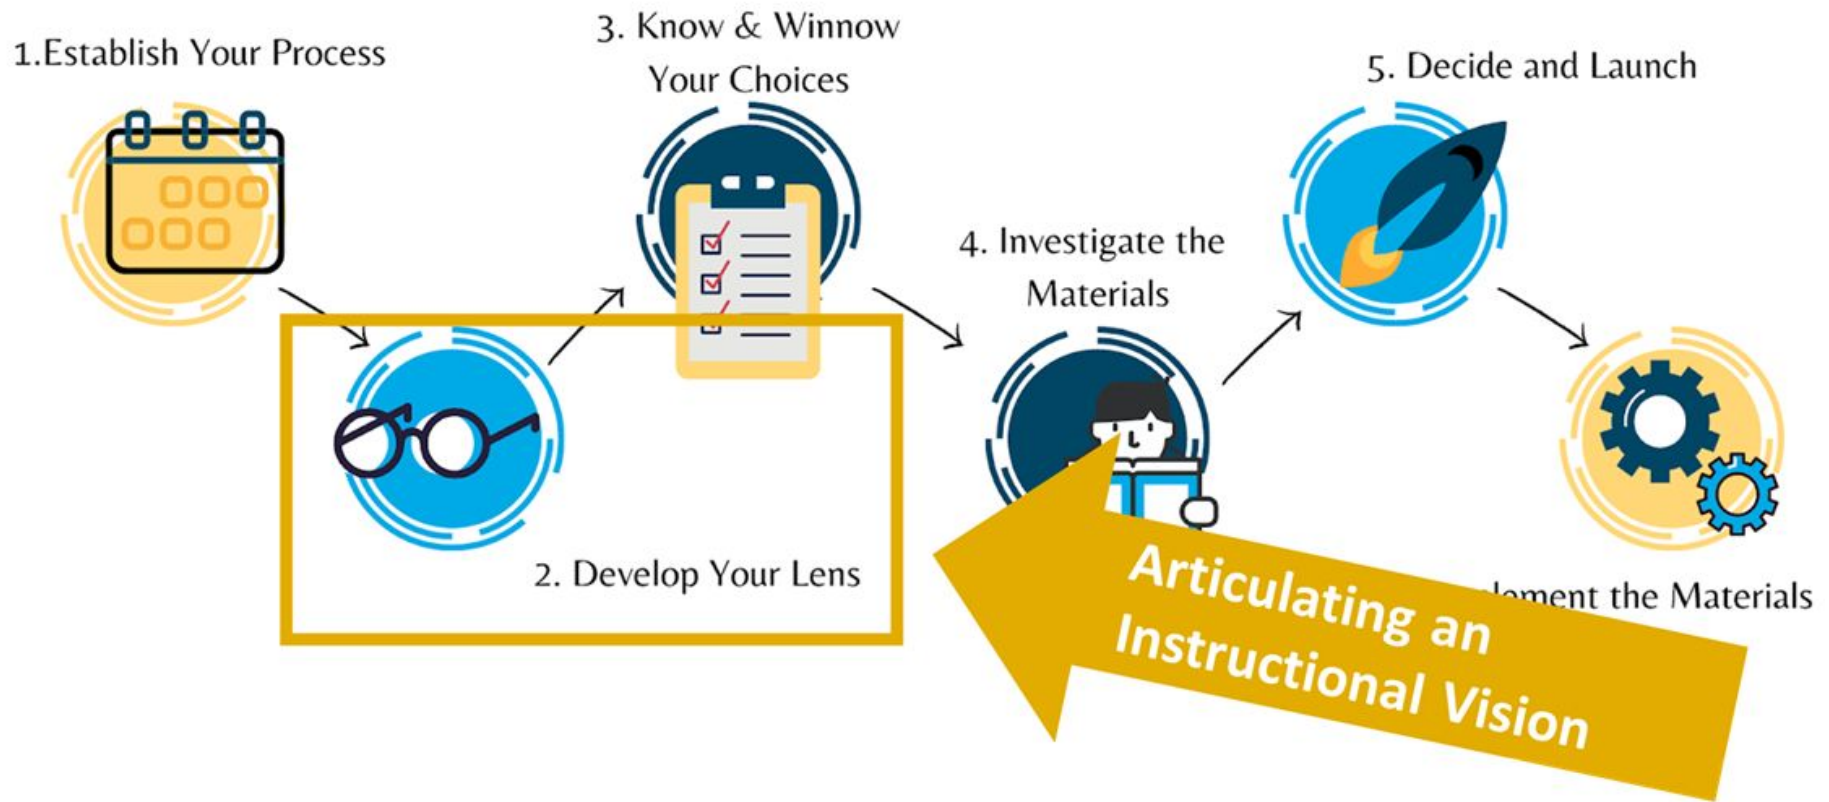 1.Establish Your Process
3. Know & Winnow
Your Choices
5. Decide and Launch
4. Investigate the
Materials
2. Develop Your Lens
the Materials
Articulating an
Instructional Vision